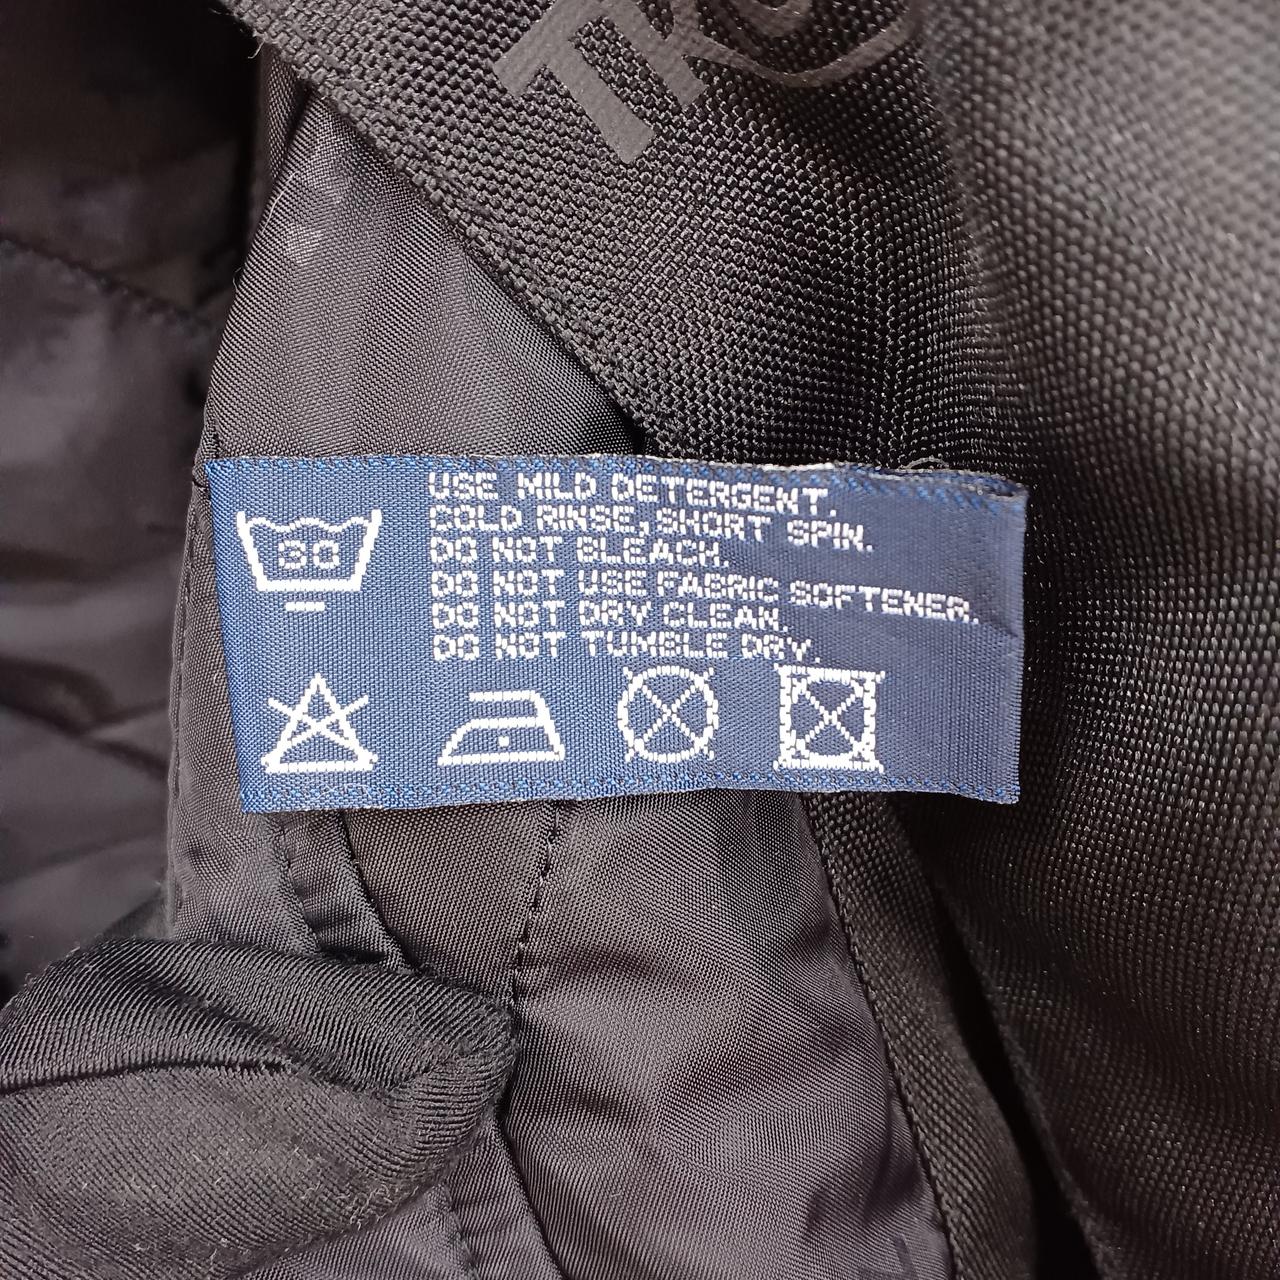 USE MILD DETERGENT.
COLD RINSE, SHORT SPIN.
DO NOT BLEACH.
DO NOT USE FABRIC SOFTENER.
DO NOT DRY CLEAN.
DO NOT TUMBLE DRY.
30